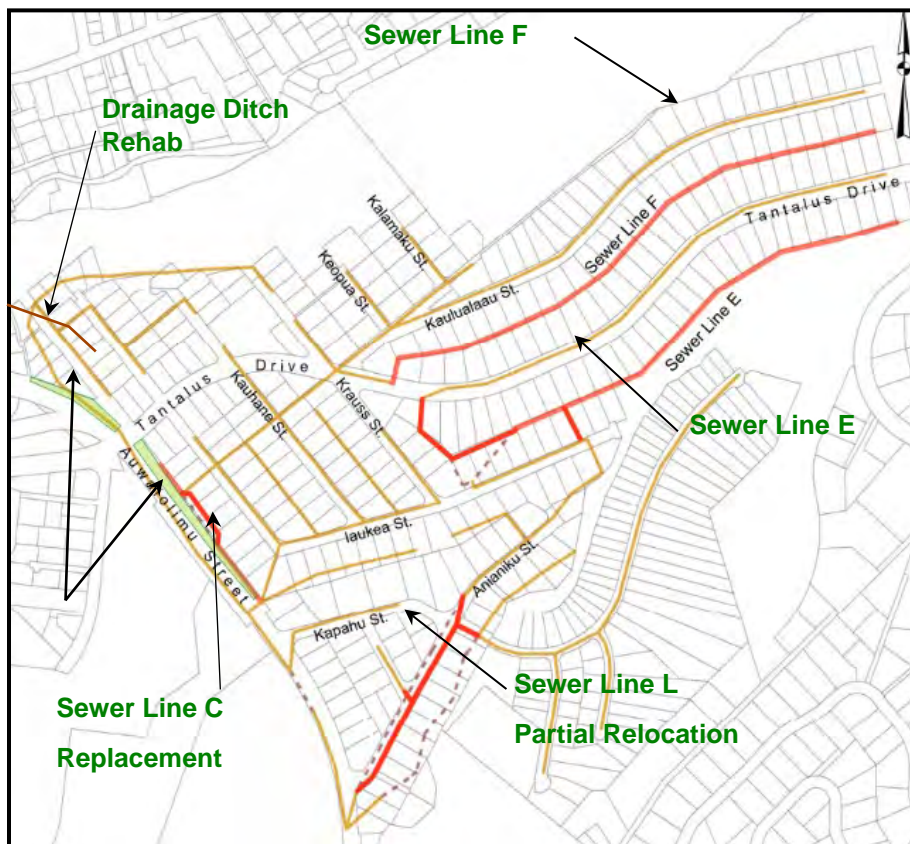 Sewer Line F
Drainage Ditch
Rehab
Kalamaku St.
Keopua St.
Sewer Line F
Tantalus Drive
Kaulualaau St.
Sewer Line E
Tantalus Drive
Kauhane St.
Krauss St.
Sewer Line E
Auwaiolimu Street
Iaukea St.
Anianiku St.
Kapahu St.
Sewer Line L
Partial Relocation
Sewer Line C
Replacement